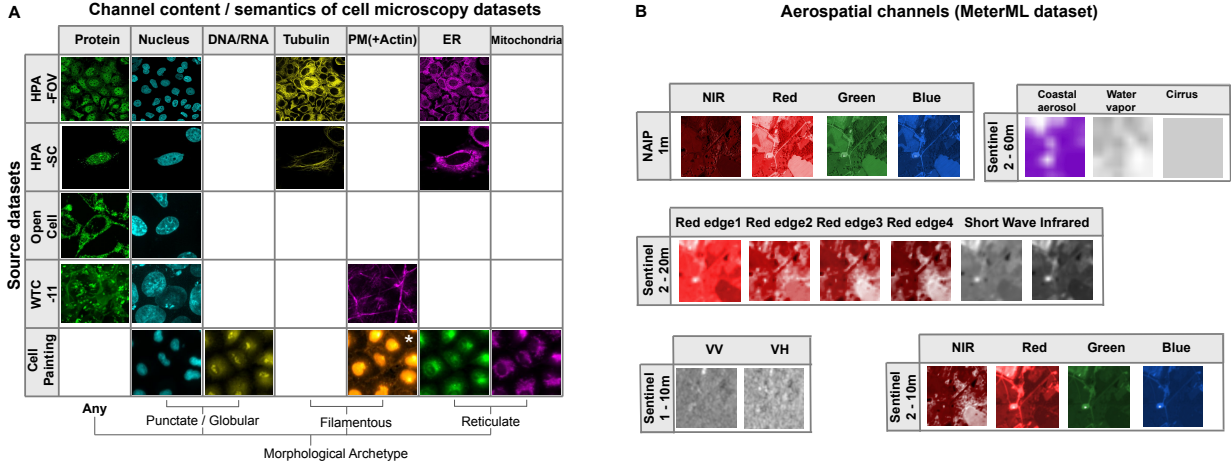 A
Channel content / semantics of cell microscopy datasets
Protein
Nucleus
DNA/RNA
Tubulin
PM(+Actin)
ER
Mitochondria
Source datasets
HPA
-FOV
HPA
-SC
Open
Cell
WTC
-11
Cell
Painting
*
Any
Punctate / Globular
Filamentous
Reticulate
Morphological Archetype
B
Aerospatial channels (MeterML dataset)
NIR
Red
Green
Blue
NAIP
1m
Coastal
aerosol
Water
vapor
Cirrus
Sentinel
2 - 60m
Red edge1
Red edge2
Red edge3
Red edge4
Short Wave Infrared
Sentinel
2 - 20m
VV
VH
Sentinel
1 - 10m
NIR
Red
Green
Blue
Sentinel
2 - 10m